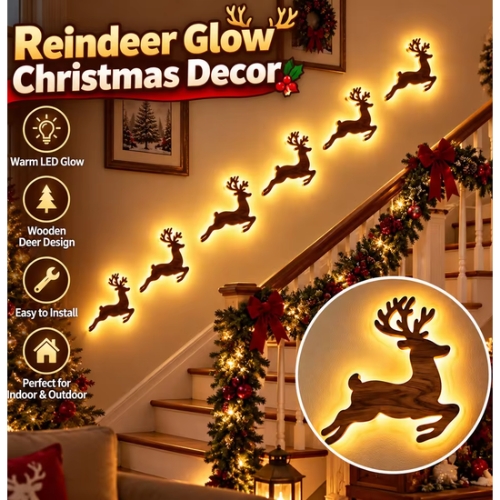 Reindeer Glow
Christmas Decor
Warm LED Glow
Wooden
Deer Design
Easy to Install
Perfect for
Indoor & Outdoor